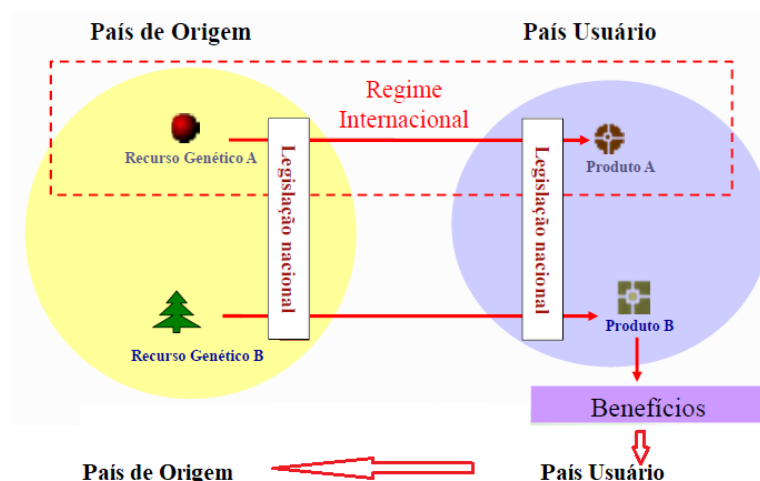 País de Origem
País Usuário
Regime
Internacional
Recurso Genético A
Legislação nacional
Legislação nacional
Produto A
Recurso Genético B
Produto B
Benefícios
País de Origem
País Usuário